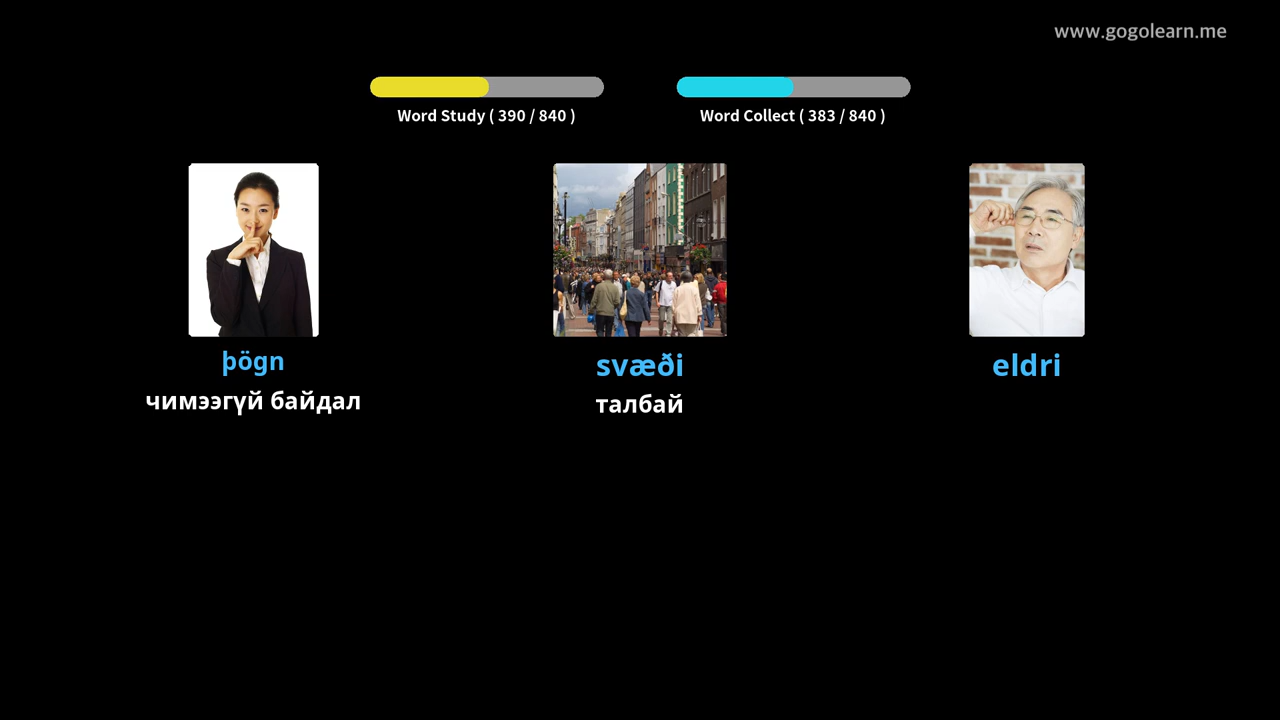 www.gogolearn.me
Word Study ( 390 / 840 )
Word Collect ( 383 / 840 )
þögn
svæði
eldri
чимээгүй байдал
талбай